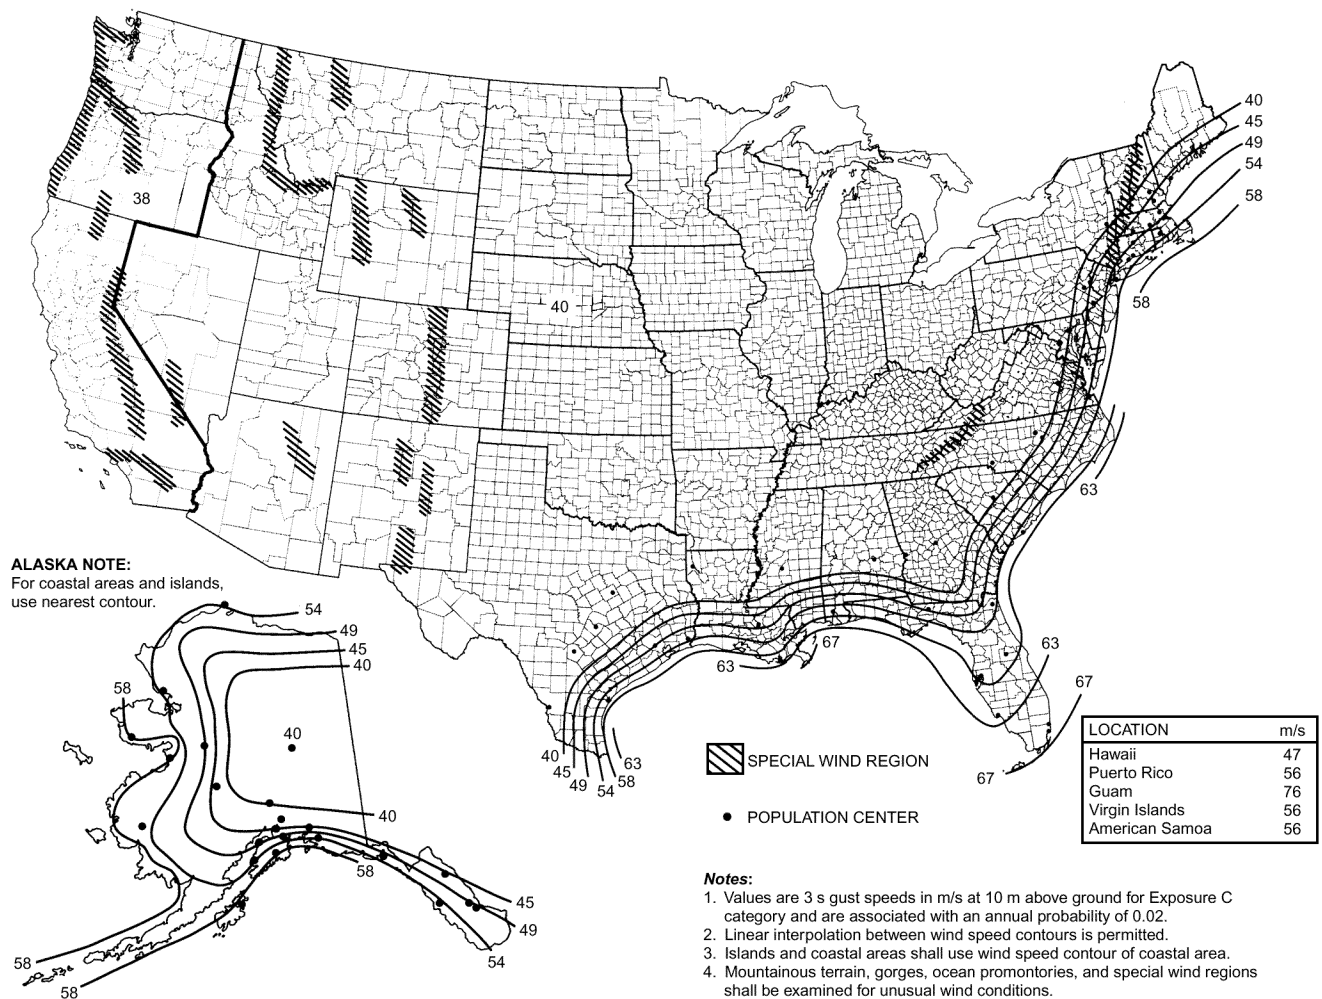 40
45
49
54
58
58
38
40
63
ALASKA NOTE:
For coastal areas and islands,
use nearest contour.
54
49
45
40
58
40
40
58
45
49
54
58
58
67
63
63
67
67
40
45
49
54
58
63
SPECIAL WIND REGION
POPULATION CENTER
LOCATION m/s
Hawaii 47
Puerto Rico 56
Guam 76
Virgin Islands 56
American Samoa 56
Notes:
1. Values are 3 s gust speeds in m/s at 10 m above ground for Exposure C
category and are associated with an annual probability of 0.02.
2. Linear interpolation between wind speed contours is permitted.
3. Islands and coastal areas shall use wind speed contour of coastal area.
4. Mountainous terrain, gorges, ocean promontories, and special wind regions
shall be examined for unusual wind conditions.